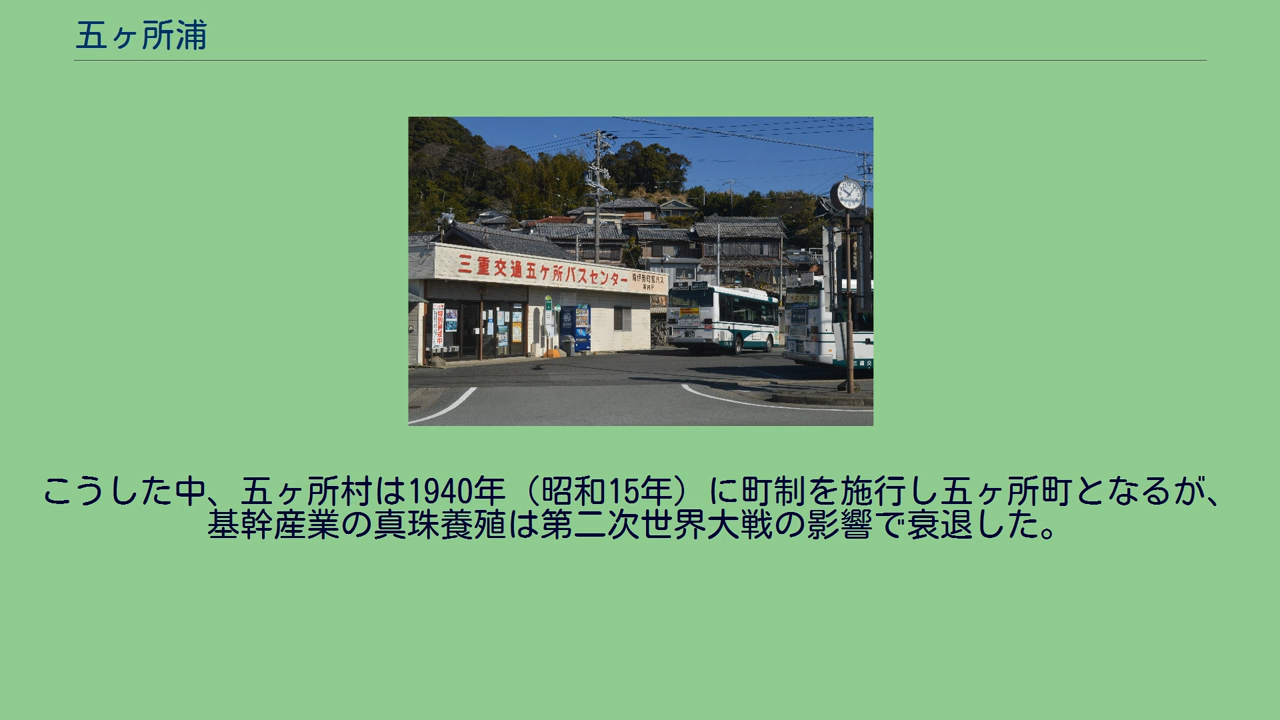 五ヶ所浦
三重交通五ケ所バスセンター
こうした中、五ヶ所村は1940年（昭和15年）に町制を施行し五ヶ所町となるが、
基幹産業の真珠養殖は第二次世界大戦の影響で衰退した。